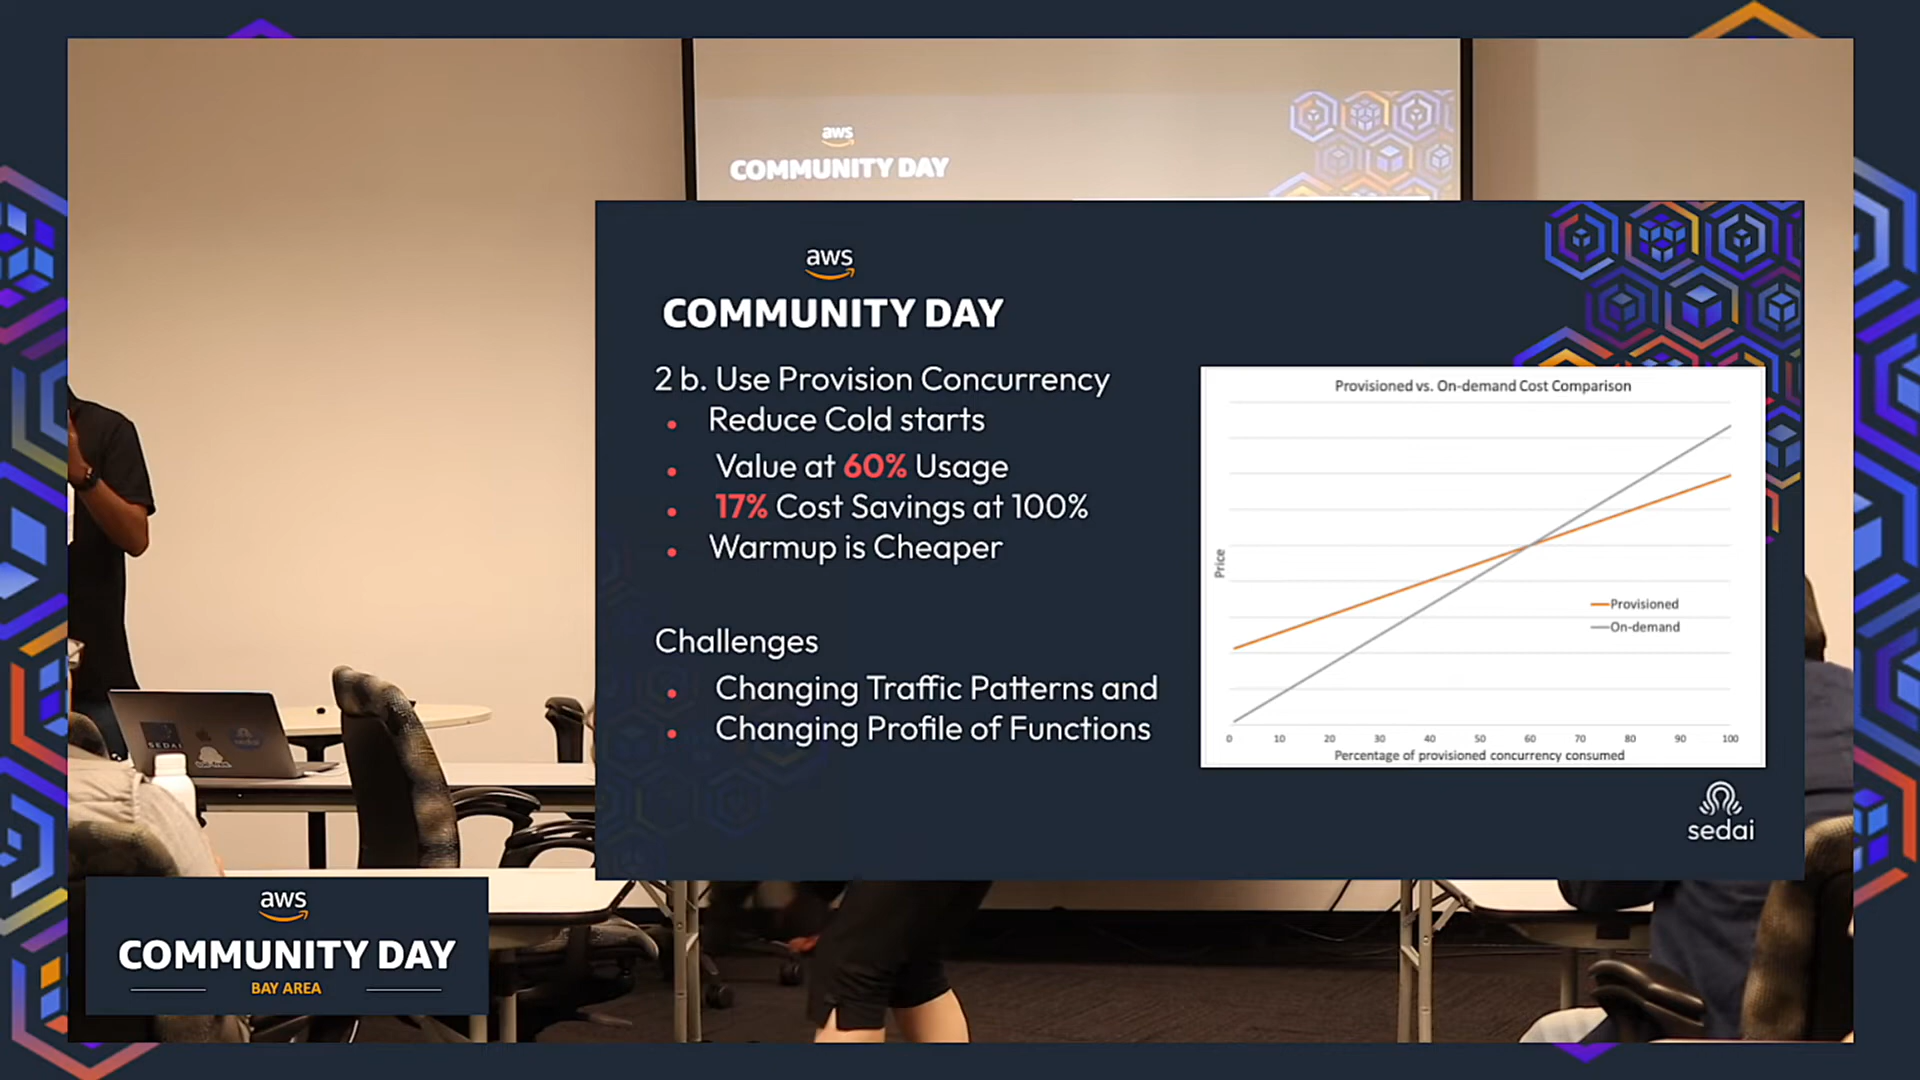 aws
COMMUNITY DAY
aws
COMMUNITY DAY
2 b. Use Provision Concurrency
Reduce Cold starts
Value at 60% Usage
17% Cost Savings at 100%
Warmup is Cheaper
Challenges
Changing Traffic Patterns and
Changing Profile of Functions
Provisioned vs. On-demand Cost Comparison
Price
Provisioned
On-demand
0 10 20 30 40 50 60 70 80 90 100
Percentage of provisioned concurrency consumed
sedai
SEDAI
sedai
aws
COMMUNITY DAY
BAY AREA